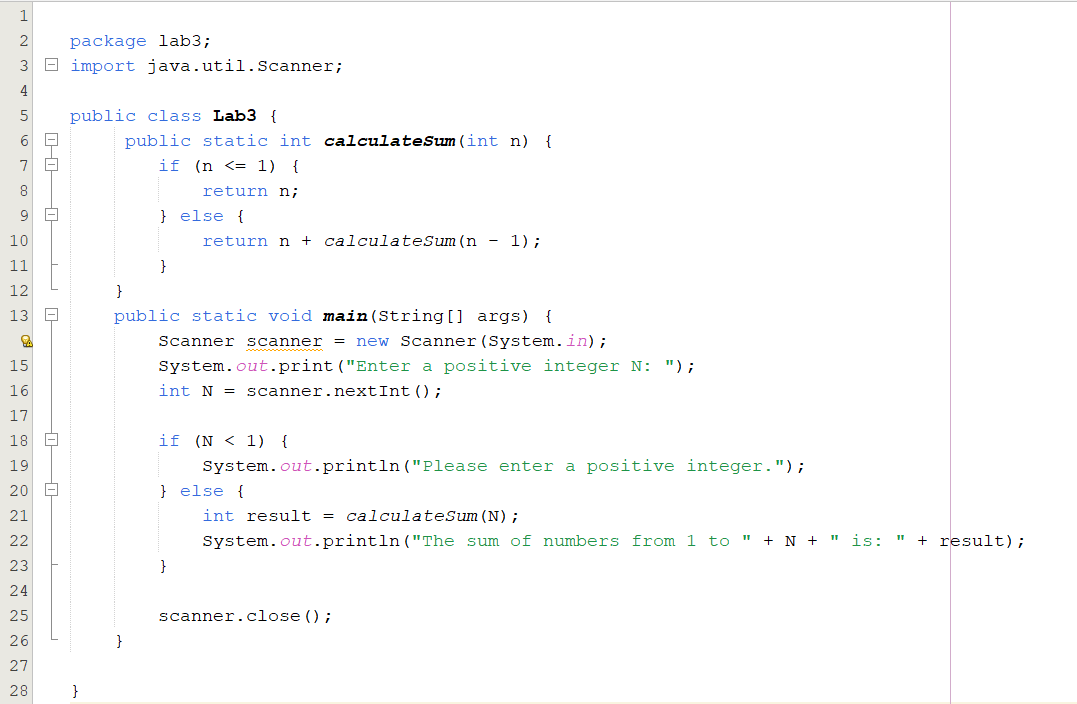 1
2 package lab3;
3 import java.util.Scanner;
4
5 public class Lab3 {
6 public static int calculateSum(int n) {
7 if (n <= 1) {
8 return n;
9 } else {
10 return n + calculateSum(n - 1);
11 }
12 }
13 public static void main(String[] args) {
Scanner scanner = new Scanner(System.in);
15 System.out.print("Enter a positive integer N: ");
16 int N = scanner.nextInt();
17
18 if (N < 1) {
19 System.out.println("Please enter a positive integer.");
20 } else {
21 int result = calculateSum(N);
22 System.out.println("The sum of numbers from 1 to " + N + " is: " + result);
23 }
24
25 scanner.close();
26 }
27
28 }